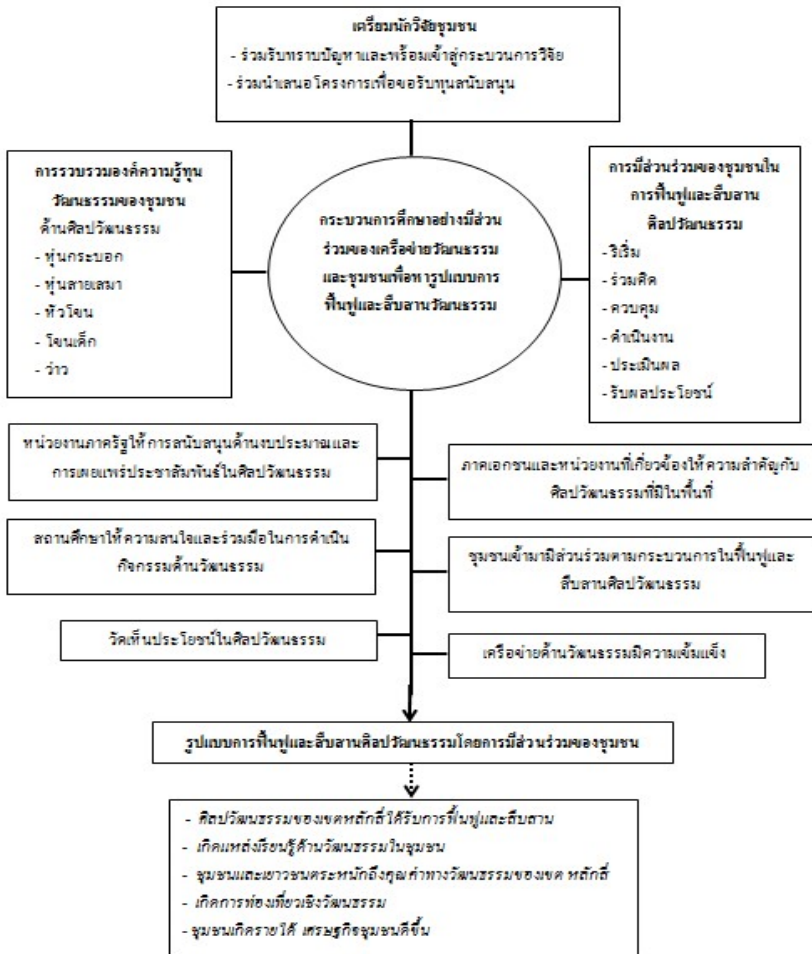 เตรียมนักวิจัยชุมชน
- ร่วมรับทราบปัญหาและพร้อมเข้าสู่กระบวนการวิจัย
- ร่วมนำเสนอโครงการเพื่อขอรับทุนสนับสนุน
การรวบรวมองค์ความรู้ทุน
วัฒนธรรมของชุมชน
ด้านศิลปวัฒนธรรม
- หุ่นกระบอก
- หุ่นสายเสมา
- หัวโขน
- โขนเด็ก
- ว่าว
กระบวนการศึกษาอย่างมีส่วน
ร่วมของเครือข่ายวัฒนธรรม
และชุมชนเพื่อหารูปแบบการ
ฟื้นฟูและสืบสานวัฒนธรรม
การมีส่วนร่วมของชุมชนใน
การฟื้นฟูและสืบสาน
ศิลปวัฒนธรรม
- ริเริ่ม
- ร่วมคิด
- ควบคุม
- ดำเนินงาน
- ประเมินผล
- รับผลประโยชน์
หน่วยงานภาครัฐให้การสนับสนุนด้านงบประมาณและ
การเผยแพร่ประชาสัมพันธ์ในศิลปวัฒนธรรม
ภาคเอกชนและหน่วยงานที่เกี่ยวข้องให้ความสำคัญกับ
ศิลปวัฒนธรรมที่มีในพื้นที่
สถานศึกษาให้ความสนใจและร่วมมือในการดำเนิน
กิจกรรมด้านวัฒนธรรม
ชุมชนเข้ามามีส่วนร่วมตามกระบวนการในฟื้นฟูและ
สืบสานศิลปวัฒนธรรม
วัดเห็นประโยชน์ในศิลปวัฒนธรรม
เครือข่ายด้านวัฒนธรรมมีความเข้มแข็ง
รูปแบบการฟื้นฟูและสืบสานศิลปวัฒนธรรมโดยการมีส่วนร่วมของชุมชน
- ศิลปวัฒนธรรมของเขตหลักสี่ได้รับการฟื้นฟูและสืบสาน
- เกิดแหล่งเรียนรู้ด้านวัฒนธรรมในชุมชน
- ชุมชนและเยาวชนตระหนักถึงคุณค่าทางวัฒนธรรมของเขต หลักสี่
- เกิดการท่องเที่ยวเชิงวัฒนธรรม
- ชุมชนเกิดรายได้ เศรษฐกิจชุมชนดีขึ้น